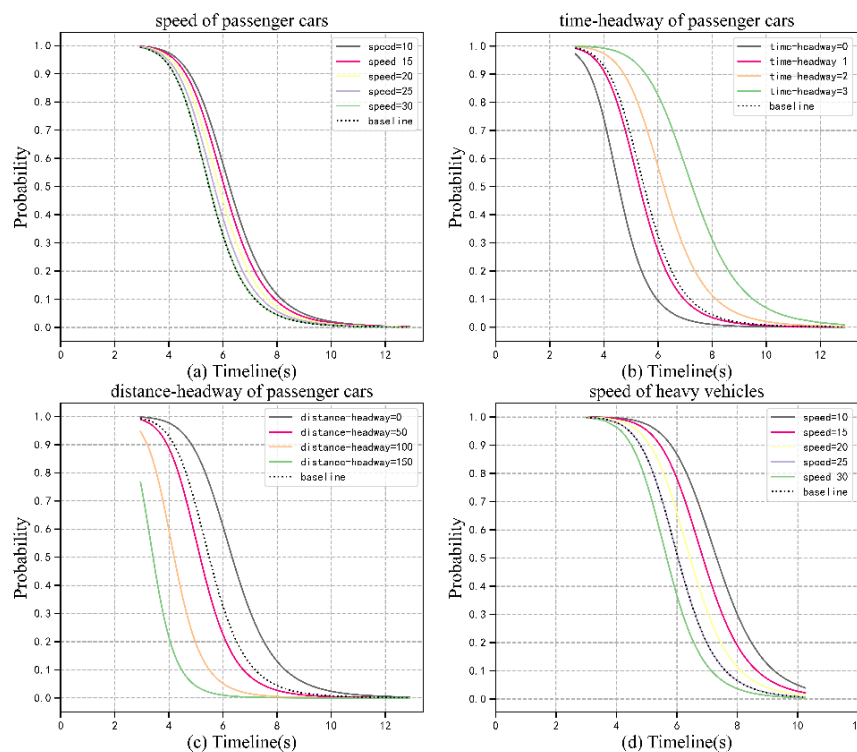 speed of passenger cars
1.0
0.9
0.8
0.7
0.6
0.5
0.4
0.3
0.2
0.1
0.0
Probability
speed=10
speed 15
speed=20
speed=25
speed=30
baseline
0 2 4 6 8 10 12
(a) Timeline(s)
time-headway of passenger cars
1.0
0.9
0.8
0.7
0.6
0.5
0.4
0.3
0.2
0.1
0.0
Probability
time-headway=0
time-headway 1
time-headway=2
time-headway=3
baseline
0 2 4 6 8 10 12
(b) Timeline(s)
distance-headway of passenger cars
1.0
0.9
0.8
0.7
0.6
0.5
0.4
0.3
0.2
0.1
0.0
Probability
distance-headway=0
distance-headway=50
distance-headway=100
distance-headway=150
baseline
0 2 4 6 8 10 12
(c) Timeline(s)
speed of heavy vehicles
1.0
0.9
0.8
0.7
0.6
0.5
0.4
0.3
0.2
0.1
0.0
Probability
speed=10
speed=15
speed=20
speed=25
speed 30
baseline
0 2 4 6 8 10 12
(d) Timeline(s)